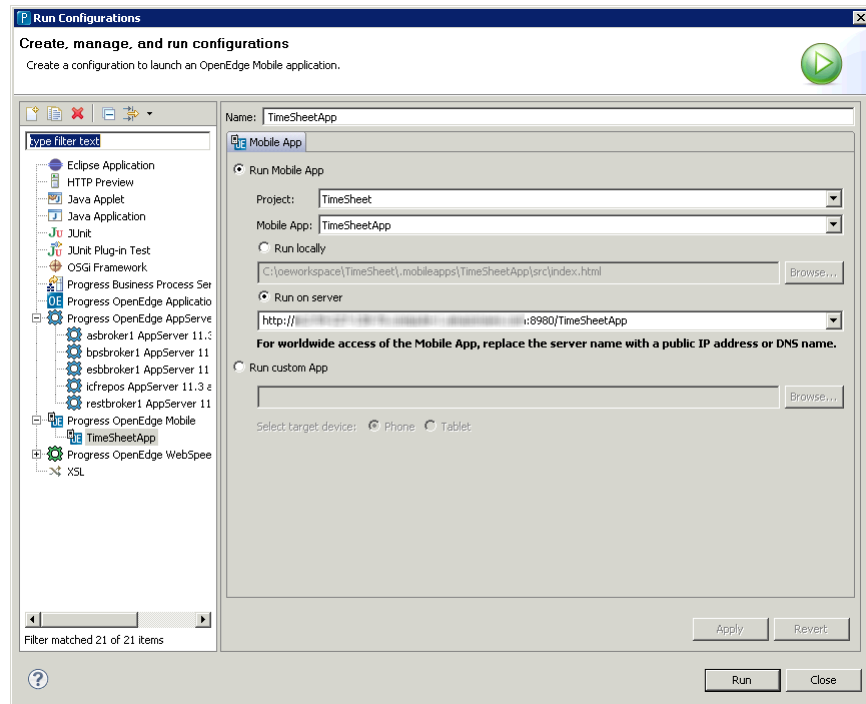 Run Configurations
Create, manage, and run configurations
Create a configuration to launch an OpenEdge Mobile application.
type filter text
Eclipse Application
HTTP Preview
Java Applet
Java Application
JUnit
JUnit Plug-in Test
OSGi Framework
Progress Business Process Ser
Progress OpenEdge Applicatio
Progress OpenEdge AppServe
asbroker1 AppServer 11.3
bpsbroker1 AppServer 11
esbbroker1 AppServer 11
icfrepos AppServer 11.3 a
restbroker1 AppServer 11
Progress OpenEdge Mobile
TimeSheetApp
Progress OpenEdge WebSpee
XSL
Filter matched 21 of 21 items
Name: TimeSheetApp
Mobile App
Run Mobile App
Project: TimeSheet
Mobile App: TimeSheetApp
Run locally
C:\oeworkspace\TimeSheet\.mobileapps\TimeSheetApp\src\index.html Browse...
Run on server
http:// :8980/TimeSheetApp
For worldwide access of the Mobile App, replace the server name with a public IP address or DNS name.
Run custom App
Browse...
Select target device: Phone Tablet
Apply Revert
Run Close